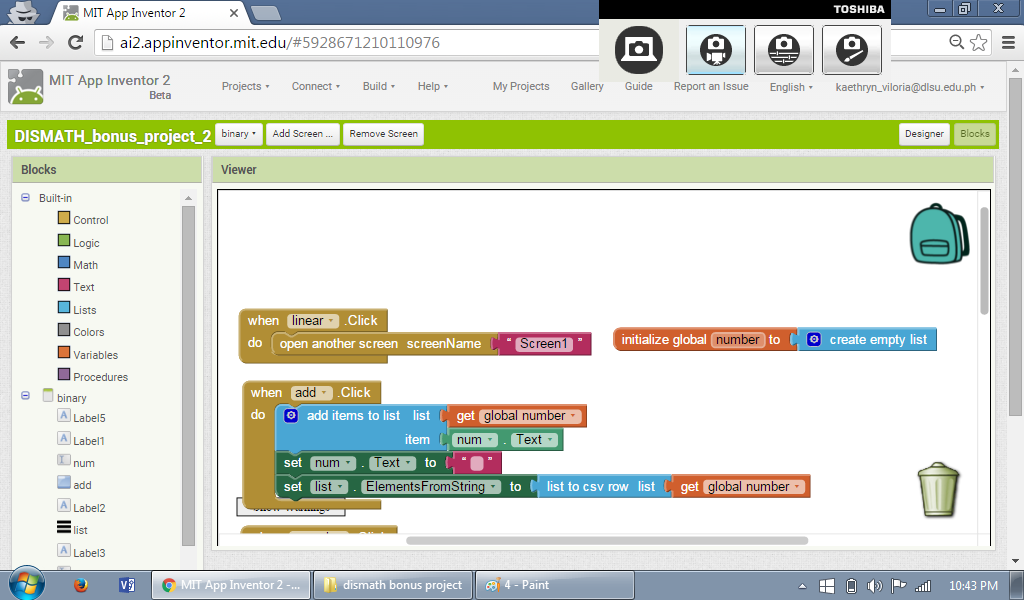 TOSHIBA
MIT App Inventor 2
ai2.appinventor.mit.edu/#5928671210110976
MIT App Inventor 2
Beta
Projects Connect Build Help My Projects Gallery Guide Report an Issue English kaethryn_viloria@dlsu.edu.ph
DISMATH_bonus_project_2 binary Add Screen ... Remove Screen Designer Blocks
Blocks
Viewer
Built-in
Control
Logic
Math
Text
Lists
Colors
Variables
Procedures
binary
Label5
Label1
num
add
Label2
list
Label3
when linear .Click
do open another screen screenName " Screen1 "
initialize global number to create empty list
when add .Click
do add items to list list get global number
item num . Text
set num . Text to " "
set list . ElementsFromString to list to csv row list get global number
MIT App Inventor 2 -...
dismath bonus project
4 - Paint
10:43 PM